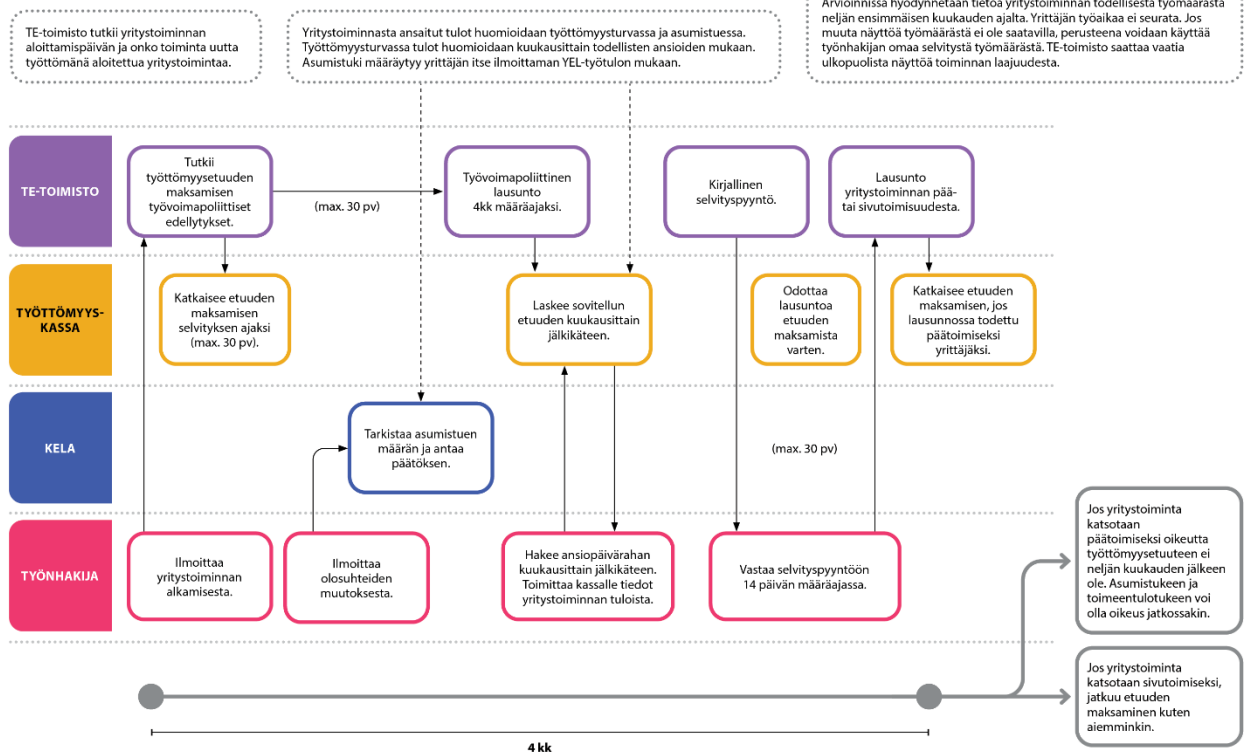 TE-toimisto tutkii yritystoiminnan
aloittamispäivän ja onko toiminta uutta
työttömänä aloitettua yritystoimintaa.
Yritystoiminnasta ansaitut tulot huomioidaan työttömyysturvassa ja asumistuessa.
Työttömyysturvassa tulot huomioidaan kuukausittain todellisten ansioiden mukaan.
Asumistuki määräytyy yrittäjän itse ilmoittaman YEL-työtulon mukaan.
Arvioinnissa hyödynnetään tietoa yritystoiminnan todellisesta työmäärästä
neljän ensimmäisen kuukauden ajalta. Yrittäjän työaikaa ei seurata. Jos
muuta näyttöä työmäärästä ei ole saatavilla, perusteena voidaan käyttää
työnhakijan omaa selvitystä työmäärästä. TE-toimisto saattaa vaatia
ulkopuolista näyttöä toiminnan laajuudesta.
TE-TOIMISTO
Tutkii
työttömyysetuuden
maksamisen
työvoimapoliittiset
edellytykset.
(max. 30 pv)
Työvoimapoliittinen
lausunto
4kk määräajaksi.
Kirjallinen
selvityspyyntö.
Lausunto
yritystoiminnan pää-
tai sivutoimisuudesta.
TYÖTTÖMYYS-
KASSA
Katkaisee etuuden
maksamisen
selvityksen ajaksi
(max. 30 pv).
Laskee sovitellun
etuuden kuukausittain
jälkikäteen.
Odottaa
lausuntoa
etuuden
maksamista
varten.
Katkaisee etuuden
maksamisen, jos
lausunnossa todettu
päätoimiseksi
yrittäjäksi.
KELA
Tarkistaa asumistuen
määrän ja antaa
päätöksen.
(max. 30 pv)
TYÖNHAKIJA
Ilmoittaa
yritystoiminnan
alkamisesta.
Ilmoittaa
olosuhteiden
muutoksesta.
Hakee ansiopäivärahan
kuukausittain jälkikäteen.
Toimittaa kassalle tiedot
yritystoiminnan tuloista.
Vastaa selvityspyyntöön
14 päivän määräajassa.
Jos yritystoiminta
katsotaan
päätoimiseksi oikeutta
työttömyysetuuteen ei
neljän kuukauden jälkeen
ole. Asumistukeen ja
toimeentulotukeen voi
olla oikeus jatkossakin.
Jos yritystoiminta
katsotaan sivutoimiseksi,
jatkuu etuuden
maksaminen kuten
aiemminkin.
4 kk